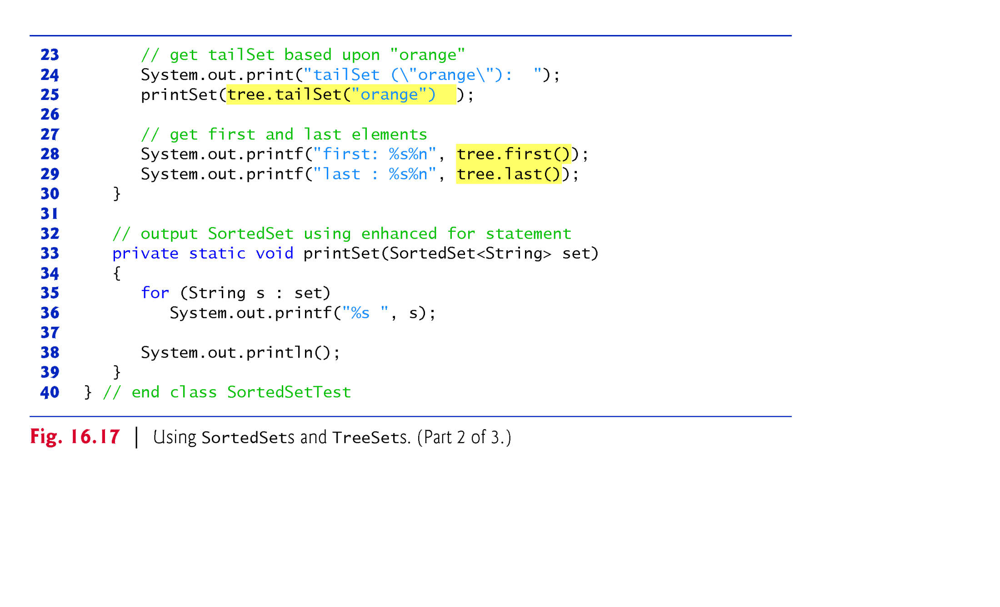 23 // get tailSet based upon "orange"
24 System.out.print("tailSet (\"orange\"):  ");
25 printSet(tree.tailSet("orange")  );
26
27 // get first and last elements
28 System.out.printf("first: %s%n", tree.first());
29 System.out.printf("last : %s%n", tree.last());
30 }
31
32 // output SortedSet using enhanced for statement
33 private static void printSet(SortedSet<String> set)
34 {
35 for (String s : set)
36 System.out.printf("%s ", s);
37
38 System.out.println();
39 }
40 } // end class SortedSetTest
Fig. 16.17 | Using SortedSets and TreeSets. (Part 2 of 3.)